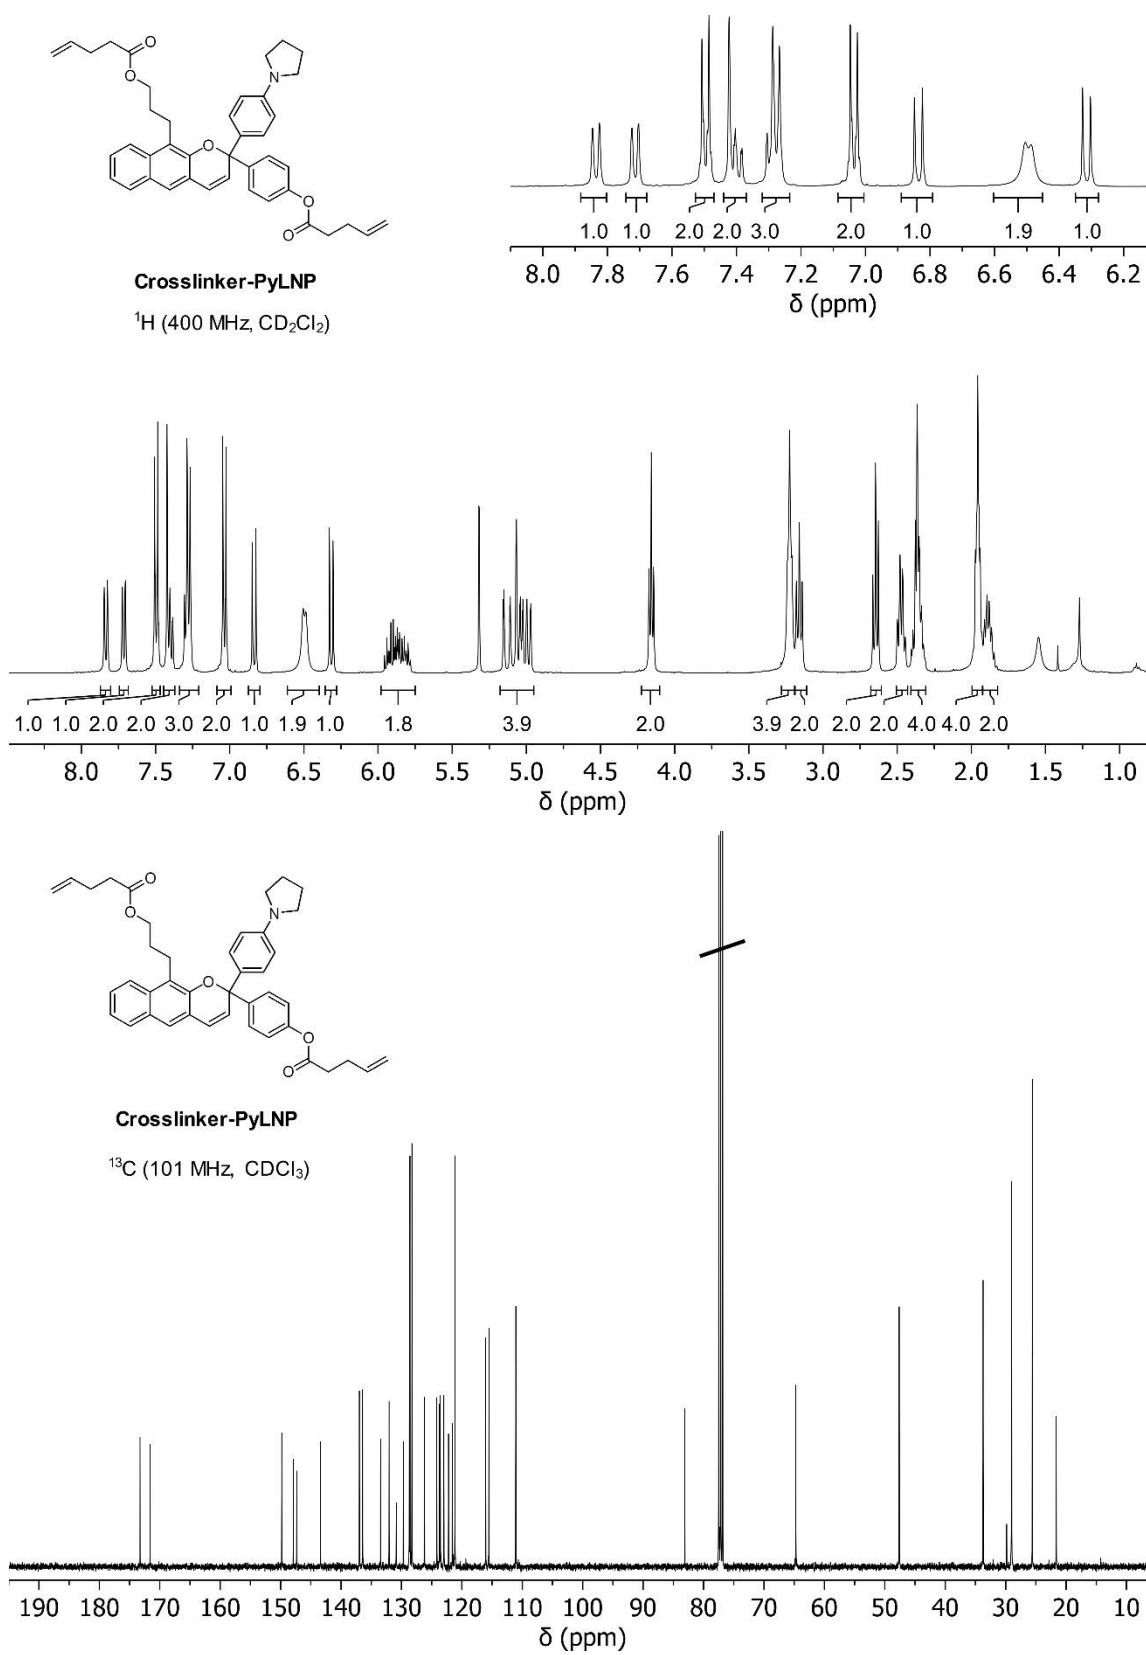 O
O
N
O
O
O
Crosslinker-PyLNP
¹H (400 MHz, CD₂Cl₂)
1.0 1.0 2.0 2.0 3.0 2.0 1.0 1.9 1.0
8.0 7.8 7.6 7.4 7.2 7.0 6.8 6.6 6.4 6.2
δ (ppm)
1.0 1.0 2.0 2.0 3.0 2.0 1.0 1.9 1.0 1.8 3.9 2.0 3.9 2.0 2.0 2.0 4.0 4.0 2.0
8.0 7.5 7.0 6.5 6.0 5.5 5.0 4.5 4.0 3.5 3.0 2.5 2.0 1.5 1.0
δ (ppm)
O
O
N
O
O
O
Crosslinker-PyLNP
¹³C (101 MHz, CDCl₃)
190 180 170 160 150 140 130 120 110 100 90 80 70 60 50 40 30 20 10
δ (ppm)